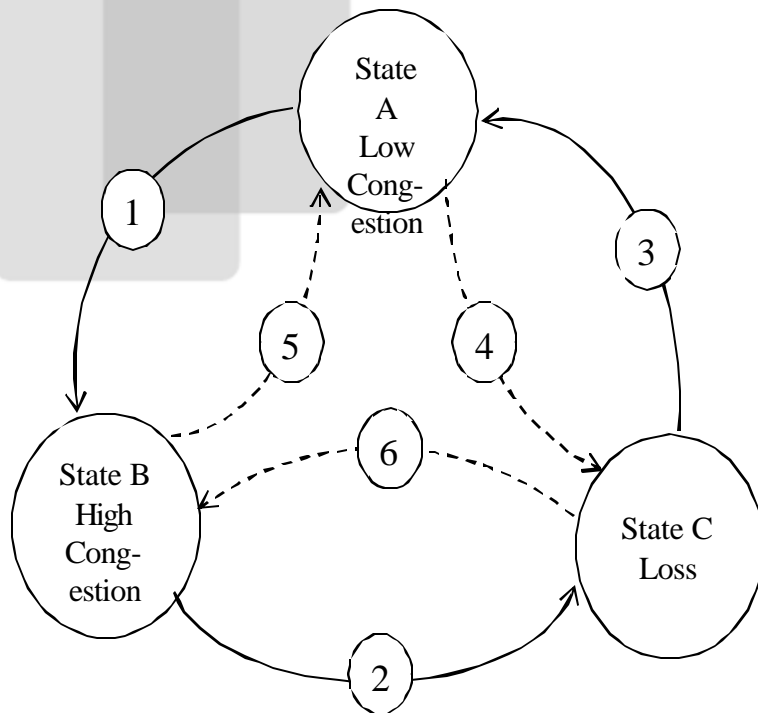 State
A
Low
Cong-
estion
1
3
5
4
6
State B
High
Cong-
estion
State C
Loss
2